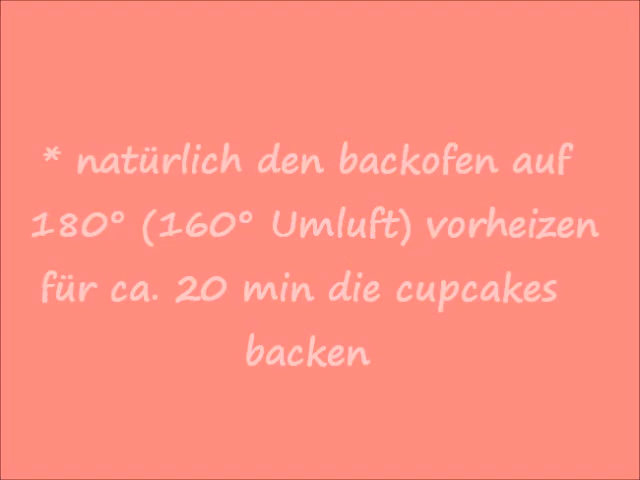 * natürlich den backofen auf
180° (160° Umluft) vorheizen
für ca. 20 min die cupcakes
backen